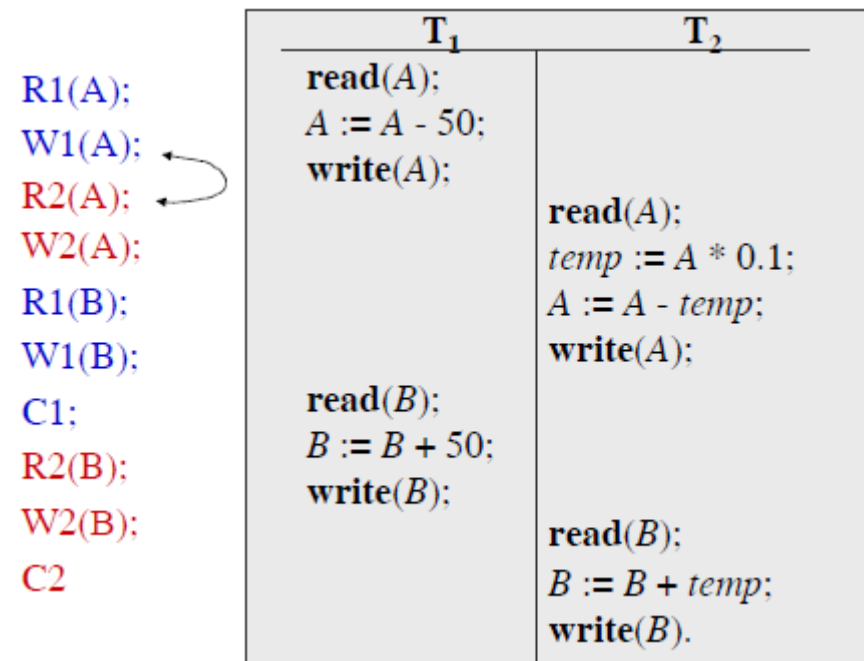 R1(A);
W1(A);
R2(A);
W2(A);
R1(B);
W1(B);
C1;
R2(B);
W2(B);
C2
T1 T2
read(A);
A := A - 50;
write(A);
read(A);
temp := A * 0.1;
A := A - temp;
write(A);
read(B);
B := B + 50;
write(B);
read(B);
B := B + temp;
write(B).